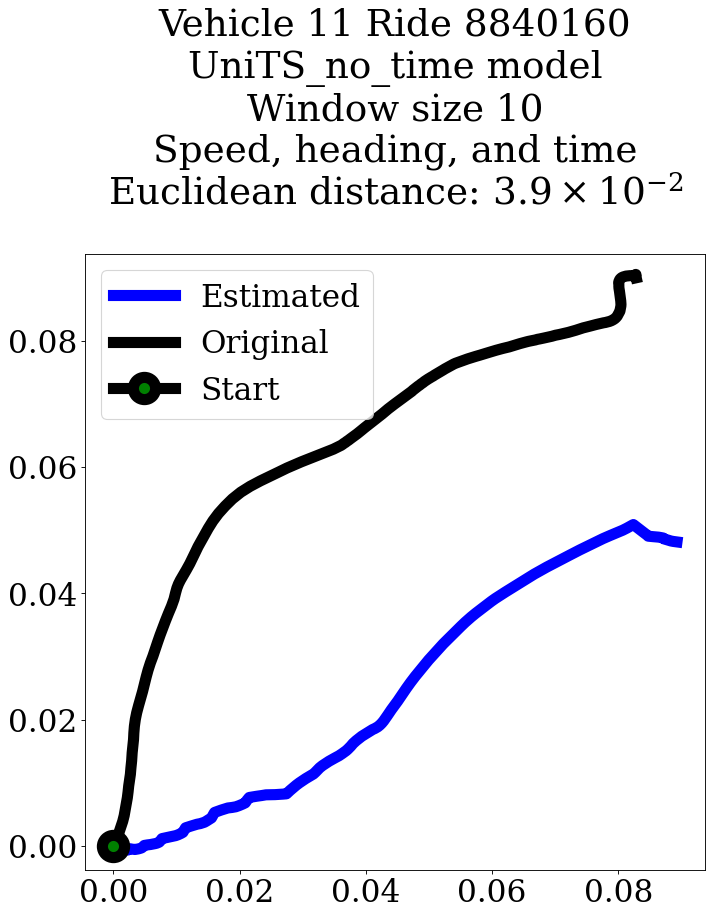 Vehicle 11 Ride 8840160
UniTS_no_time model
Window size 10
Speed, heading, and time
Euclidean distance: 3.9 × 10⁻²
Estimated
Original
Start
0.08
0.06
0.04
0.02
0.00
0.00 0.02 0.04 0.06 0.08